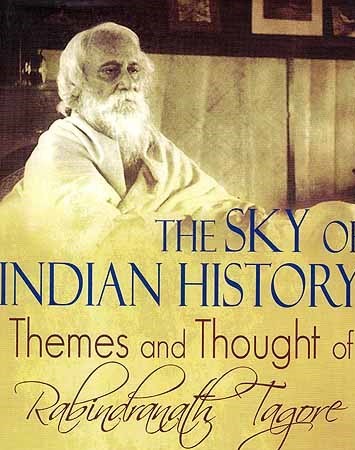 THE SKY OF
INDIAN HISTORY
Themes and Thought of
Rabindranath Tagore